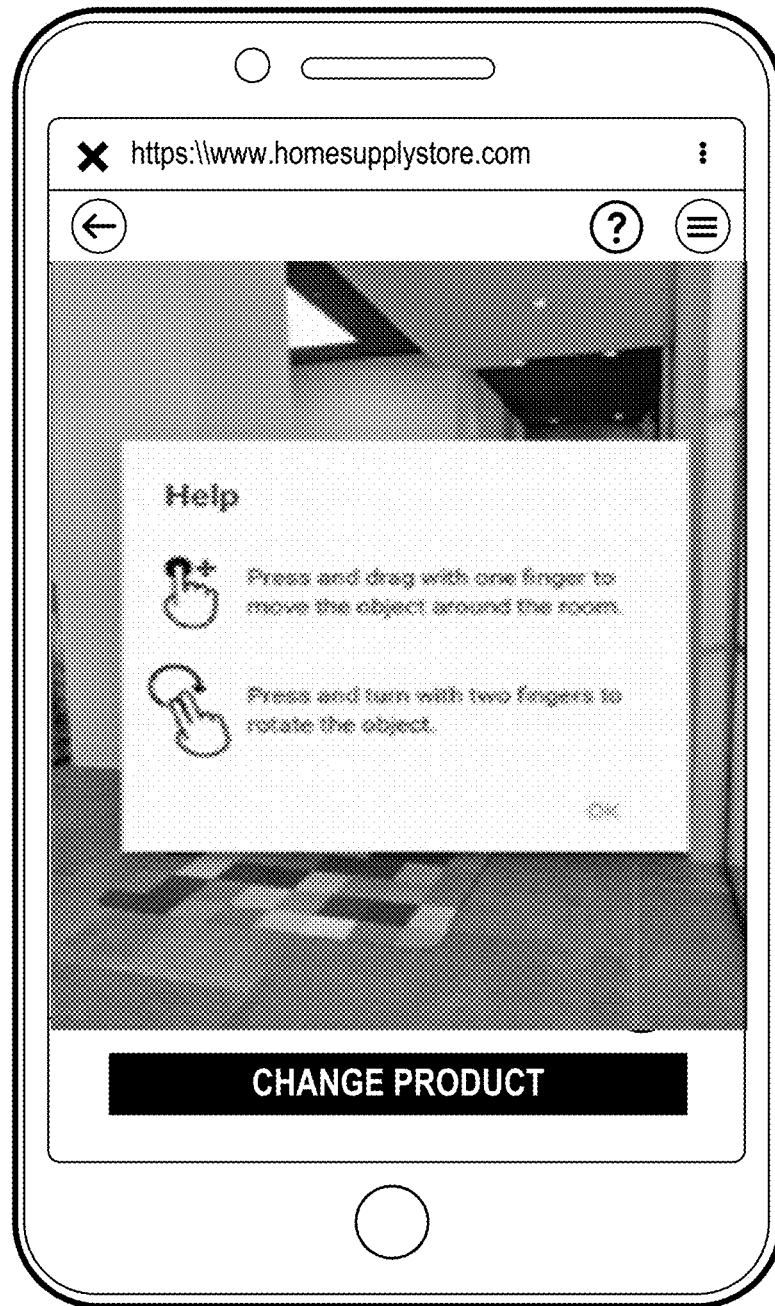 https:\\www.homesupplystore.com
?
Help
Press and drag with one finger to
move the object around the room.
Press and turn with two fingers to
rotate the object.
OK
CHANGE PRODUCT